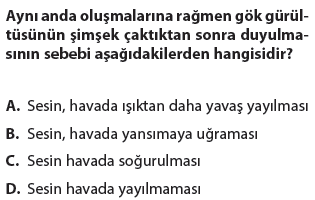 Aynı anda oluşmalarına rağmen gök gürül-
tüsünün şimşek çaktıktan sonra duyulma-
sının sebebi aşağıdakilerden hangisidir?
A. Sesin, havada ışıktan daha yavaş yayılması
B. Sesin, havada yansımaya uğraması
C. Sesin havada soğurulması
D. Sesin havada yayılmaması